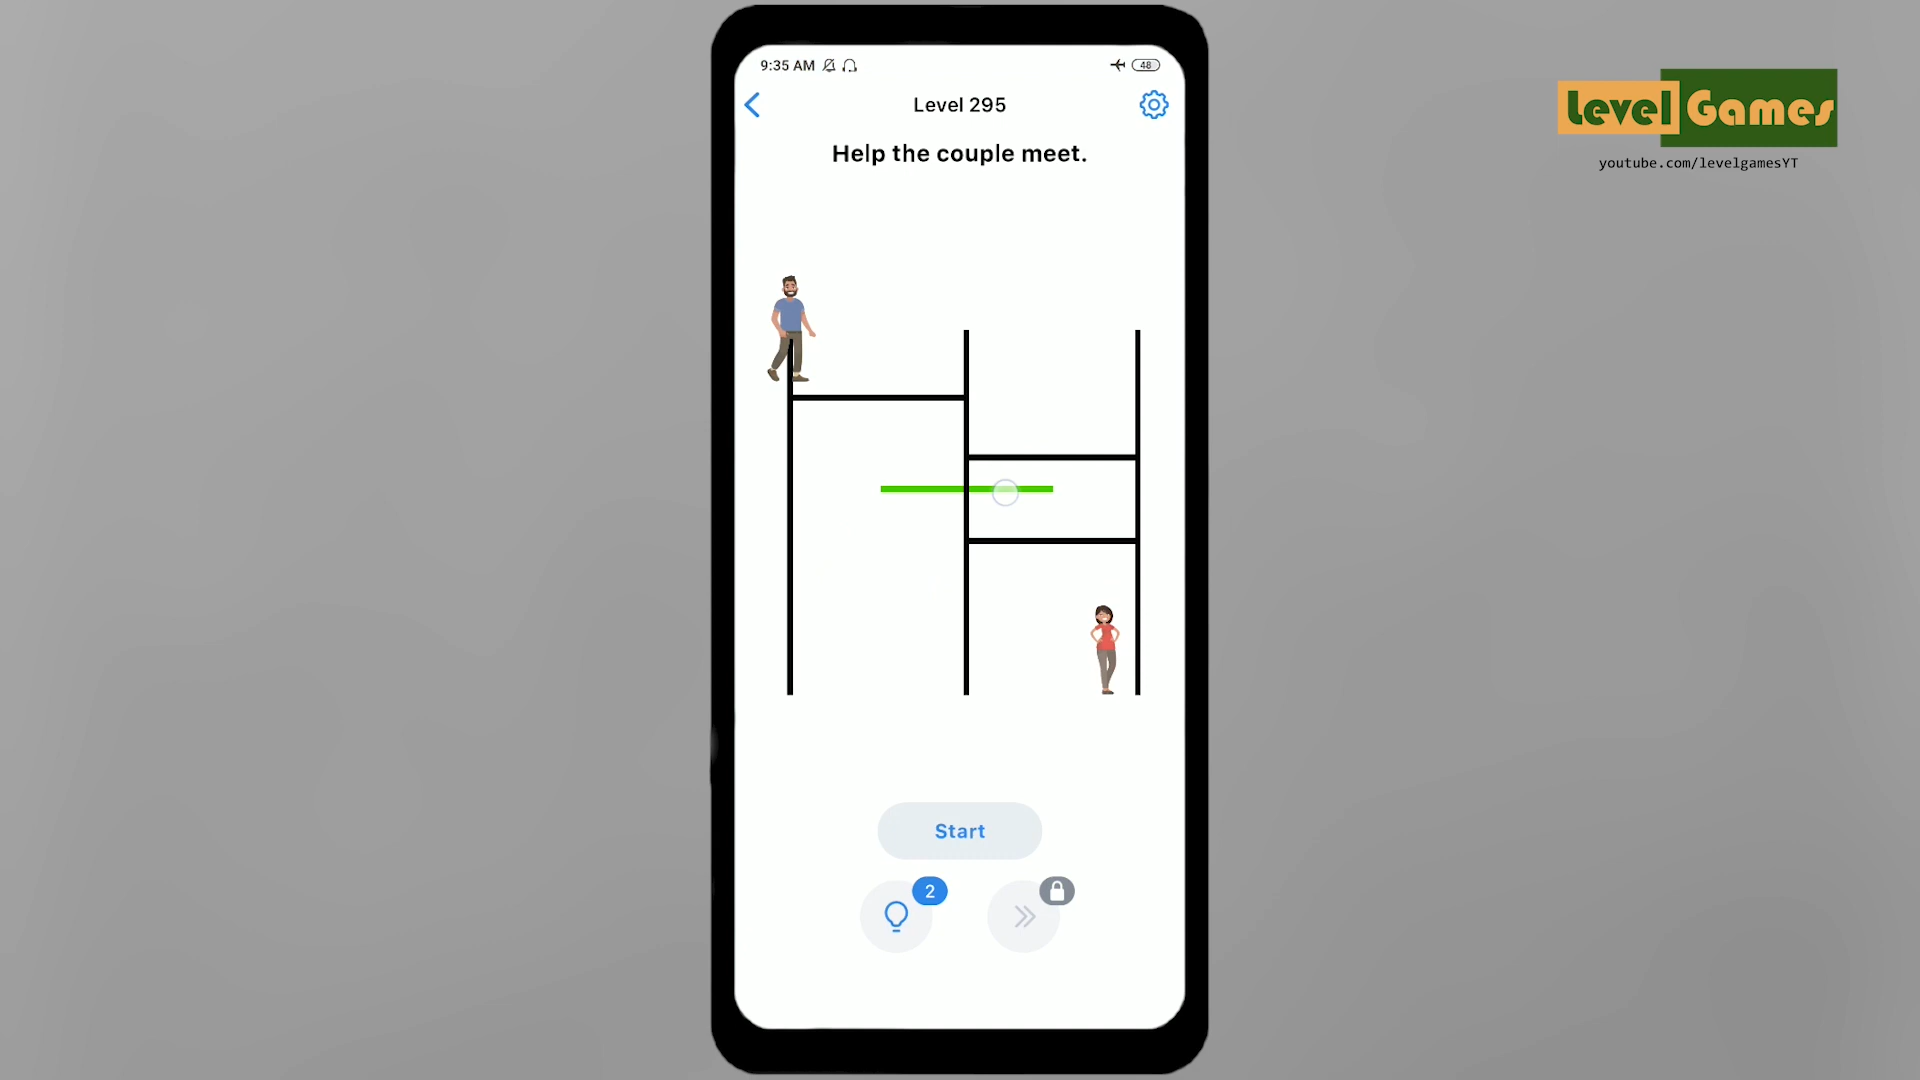 9:35 AM
48
Level 295
Help the couple meet.
Level Games
youtube.com/levelgamesYT
Start
2